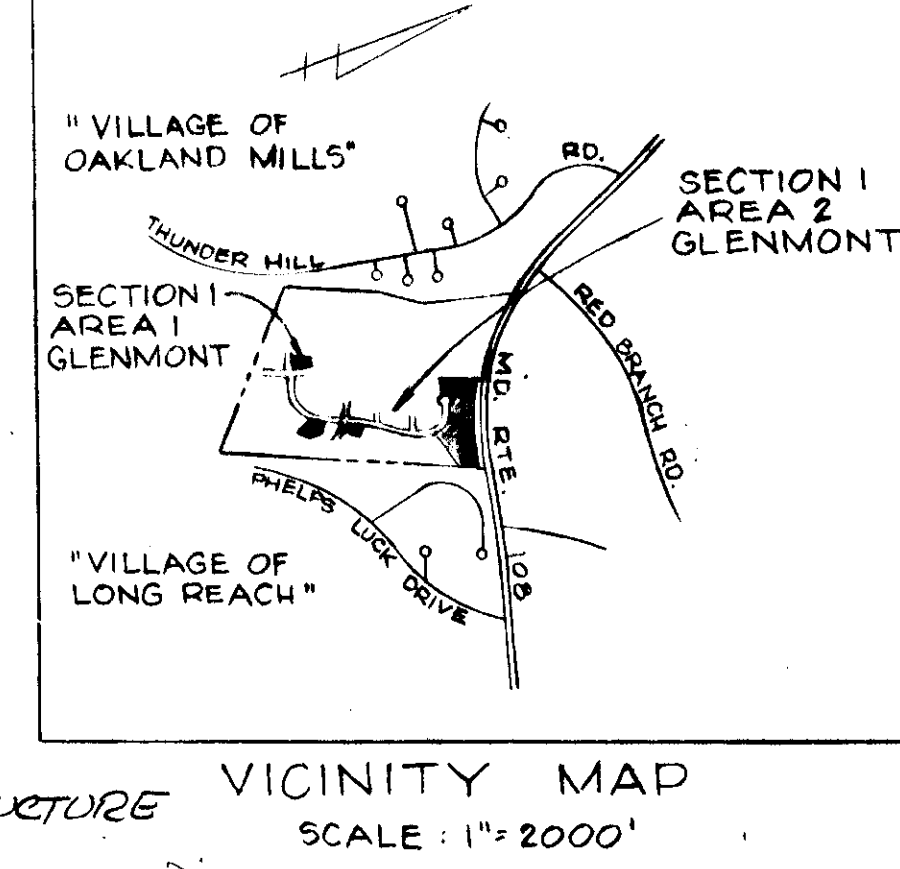 "VILLAGE OF
OAKLAND MILLS"
RD.
SECTION 1
AREA 2
GLENMONT
THUNDER HILL
SECTION 1
AREA 1
GLENMONT
RED BRANCH RD.
MD. RTE. 108
PHELPS LUCK DRIVE
"VILLAGE OF
LONG REACH"
VICINITY MAP
SCALE : 1"= 2000'
UCTURE